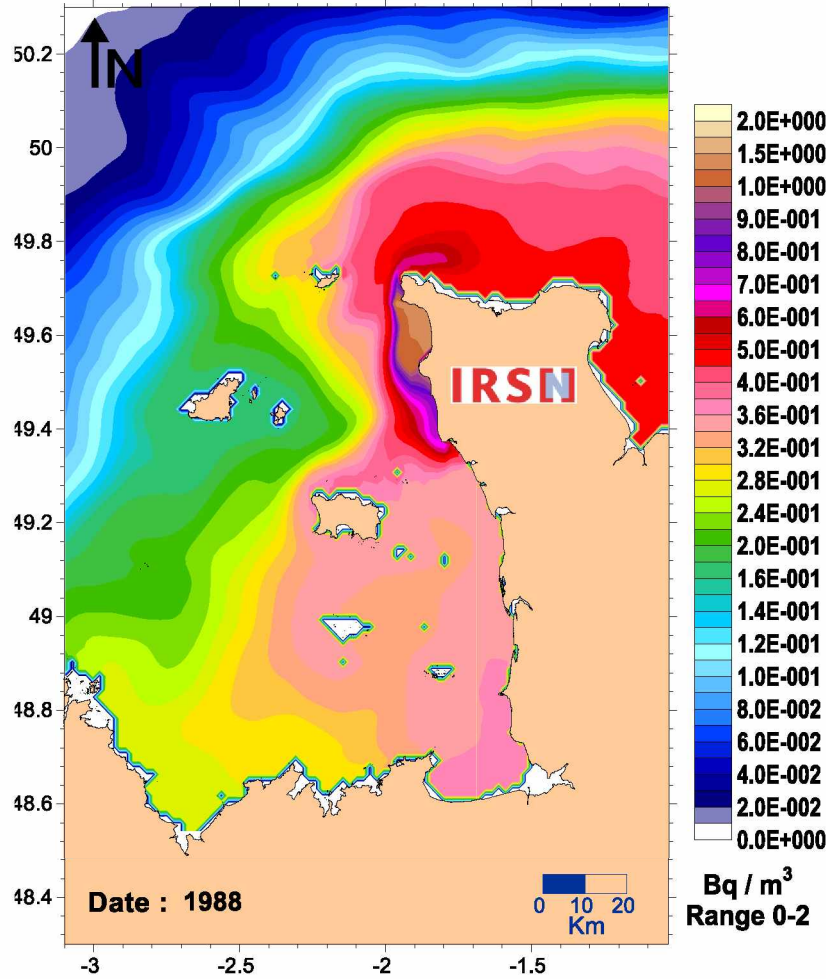 N
50.2
50
49.8
49.6
49.4
49.2
49
48.8
48.6
48.4
-3
-2.5
-2
-1.5
IRSN
Date : 1988
0 10 20
Km
2.0E+000
1.5E+000
1.0E+000
9.0E-001
8.0E-001
7.0E-001
6.0E-001
5.0E-001
4.0E-001
3.6E-001
3.2E-001
2.8E-001
2.4E-001
2.0E-001
1.6E-001
1.4E-001
1.2E-001
1.0E-001
8.0E-002
6.0E-002
4.0E-002
2.0E-002
0.0E+000
Bq / m³
Range 0-2